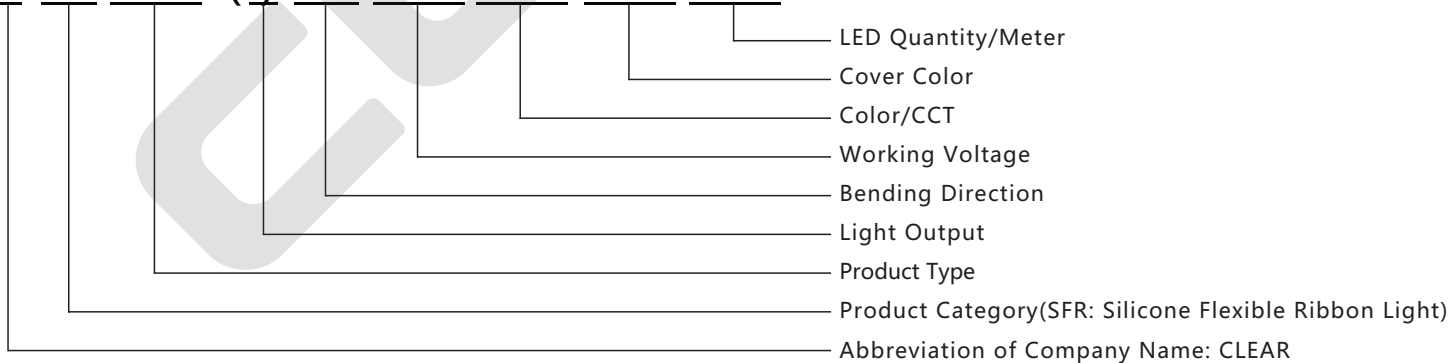 LED Quantity/Meter
Cover Color
Color/CCT
Working Voltage
Bending Direction
Light Output
Product Type
Product Category(SFR: Silicone Flexible Ribbon Light)
Abbreviation of Company Name: CLEAR